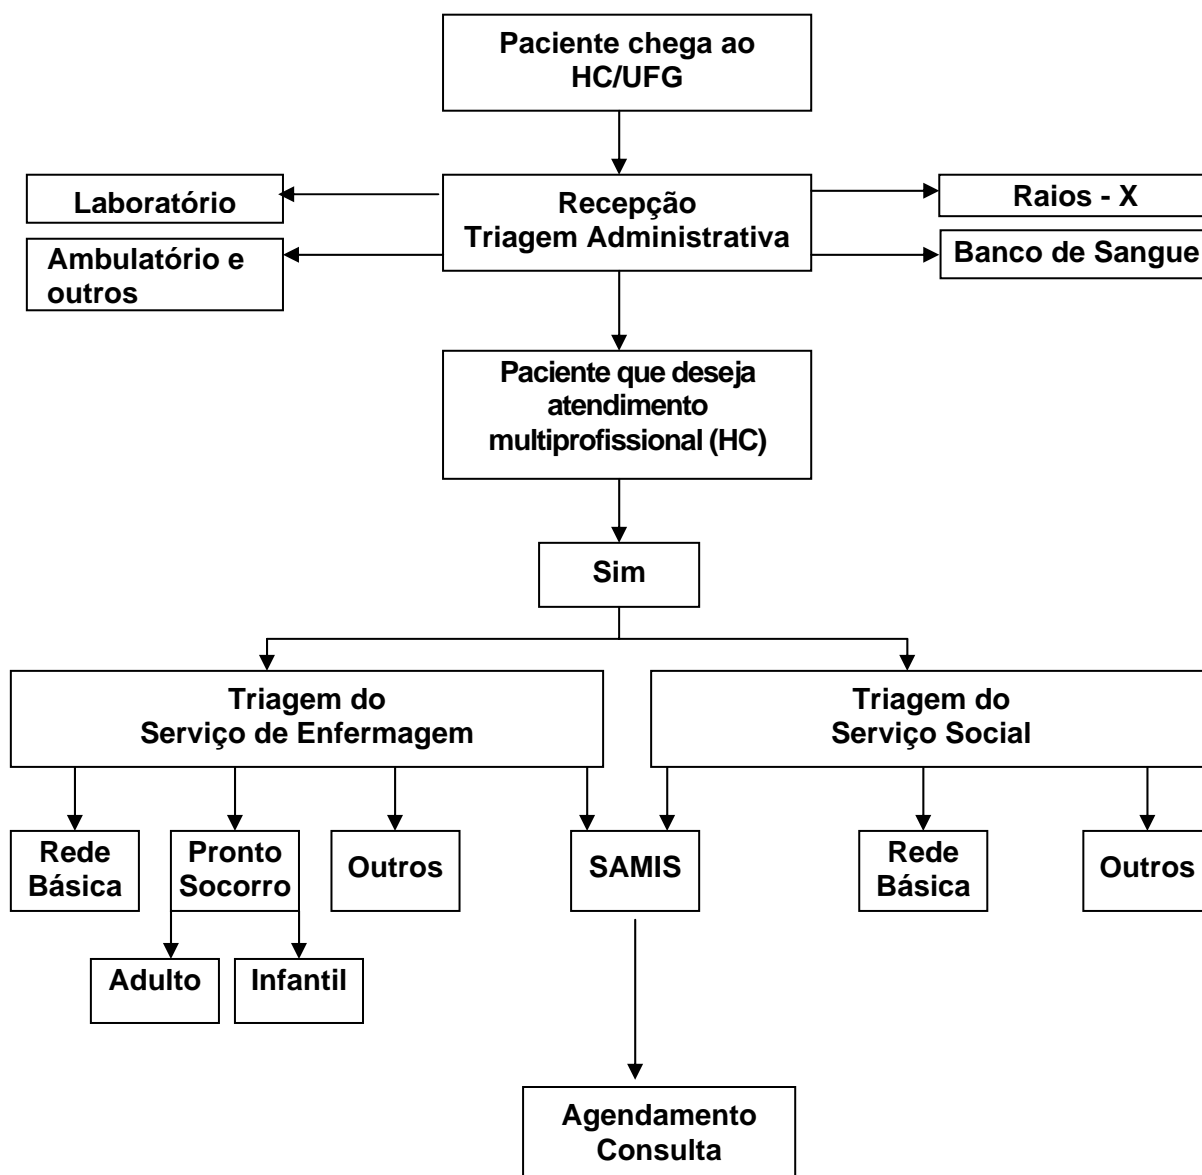 Paciente chega ao
HC/UFG
Laboratório
Recepção
Triagem Administrativa
Raios - X
Ambulatório e
outros
Banco de Sangue
Paciente que deseja
atendimento
multiprofissional (HC)
Sim
Triagem do
Serviço de Enfermagem
Triagem do
Serviço Social
Rede
Básica
Pronto
Socorro
Outros
SAMIS
Rede
Básica
Outros
Adulto
Infantil
Agendamento
Consulta